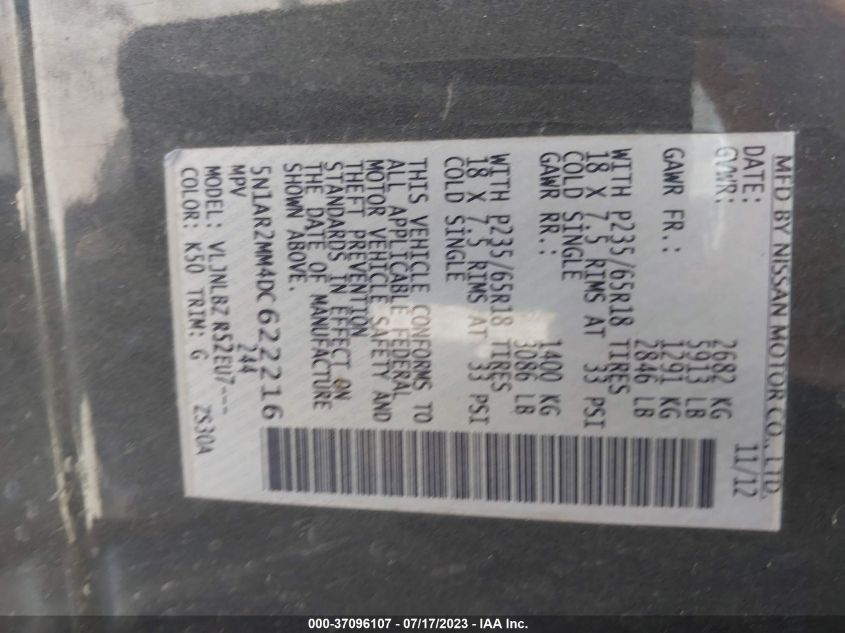 MFD BY NISSAN MOTOR CO., LTD.
DATE: 11/12
GVWR: 2682 KG
5913 LB
GAWR FR.: 1291 KG
2846 LB
WITH P235/65R18 TIRES
18 X 7.5 RIMS AT 33 PSI
COLD SINGLE
GAWR RR.: 1400 KG
3086 LB
WITH P235/65R18 TIRES
18 X 7.5 RIMS AT 33 PSI
COLD SINGLE
THIS VEHICLE CONFORMS TO
ALL APPLICABLE FEDERAL
MOTOR VEHICLE SAFETY AND
THEFT PREVENTION
STANDARDS IN EFFECT ON
THE DATE OF MANUFACTURE
SHOWN ABOVE.
5N1AR2MM4DC622216
MPV 244
MODEL: VLJNLBZ R52EU7---
COLOR: K50 TRIM: G 2S30A
000-37096107 - 07/17/2023 - IAA Inc.